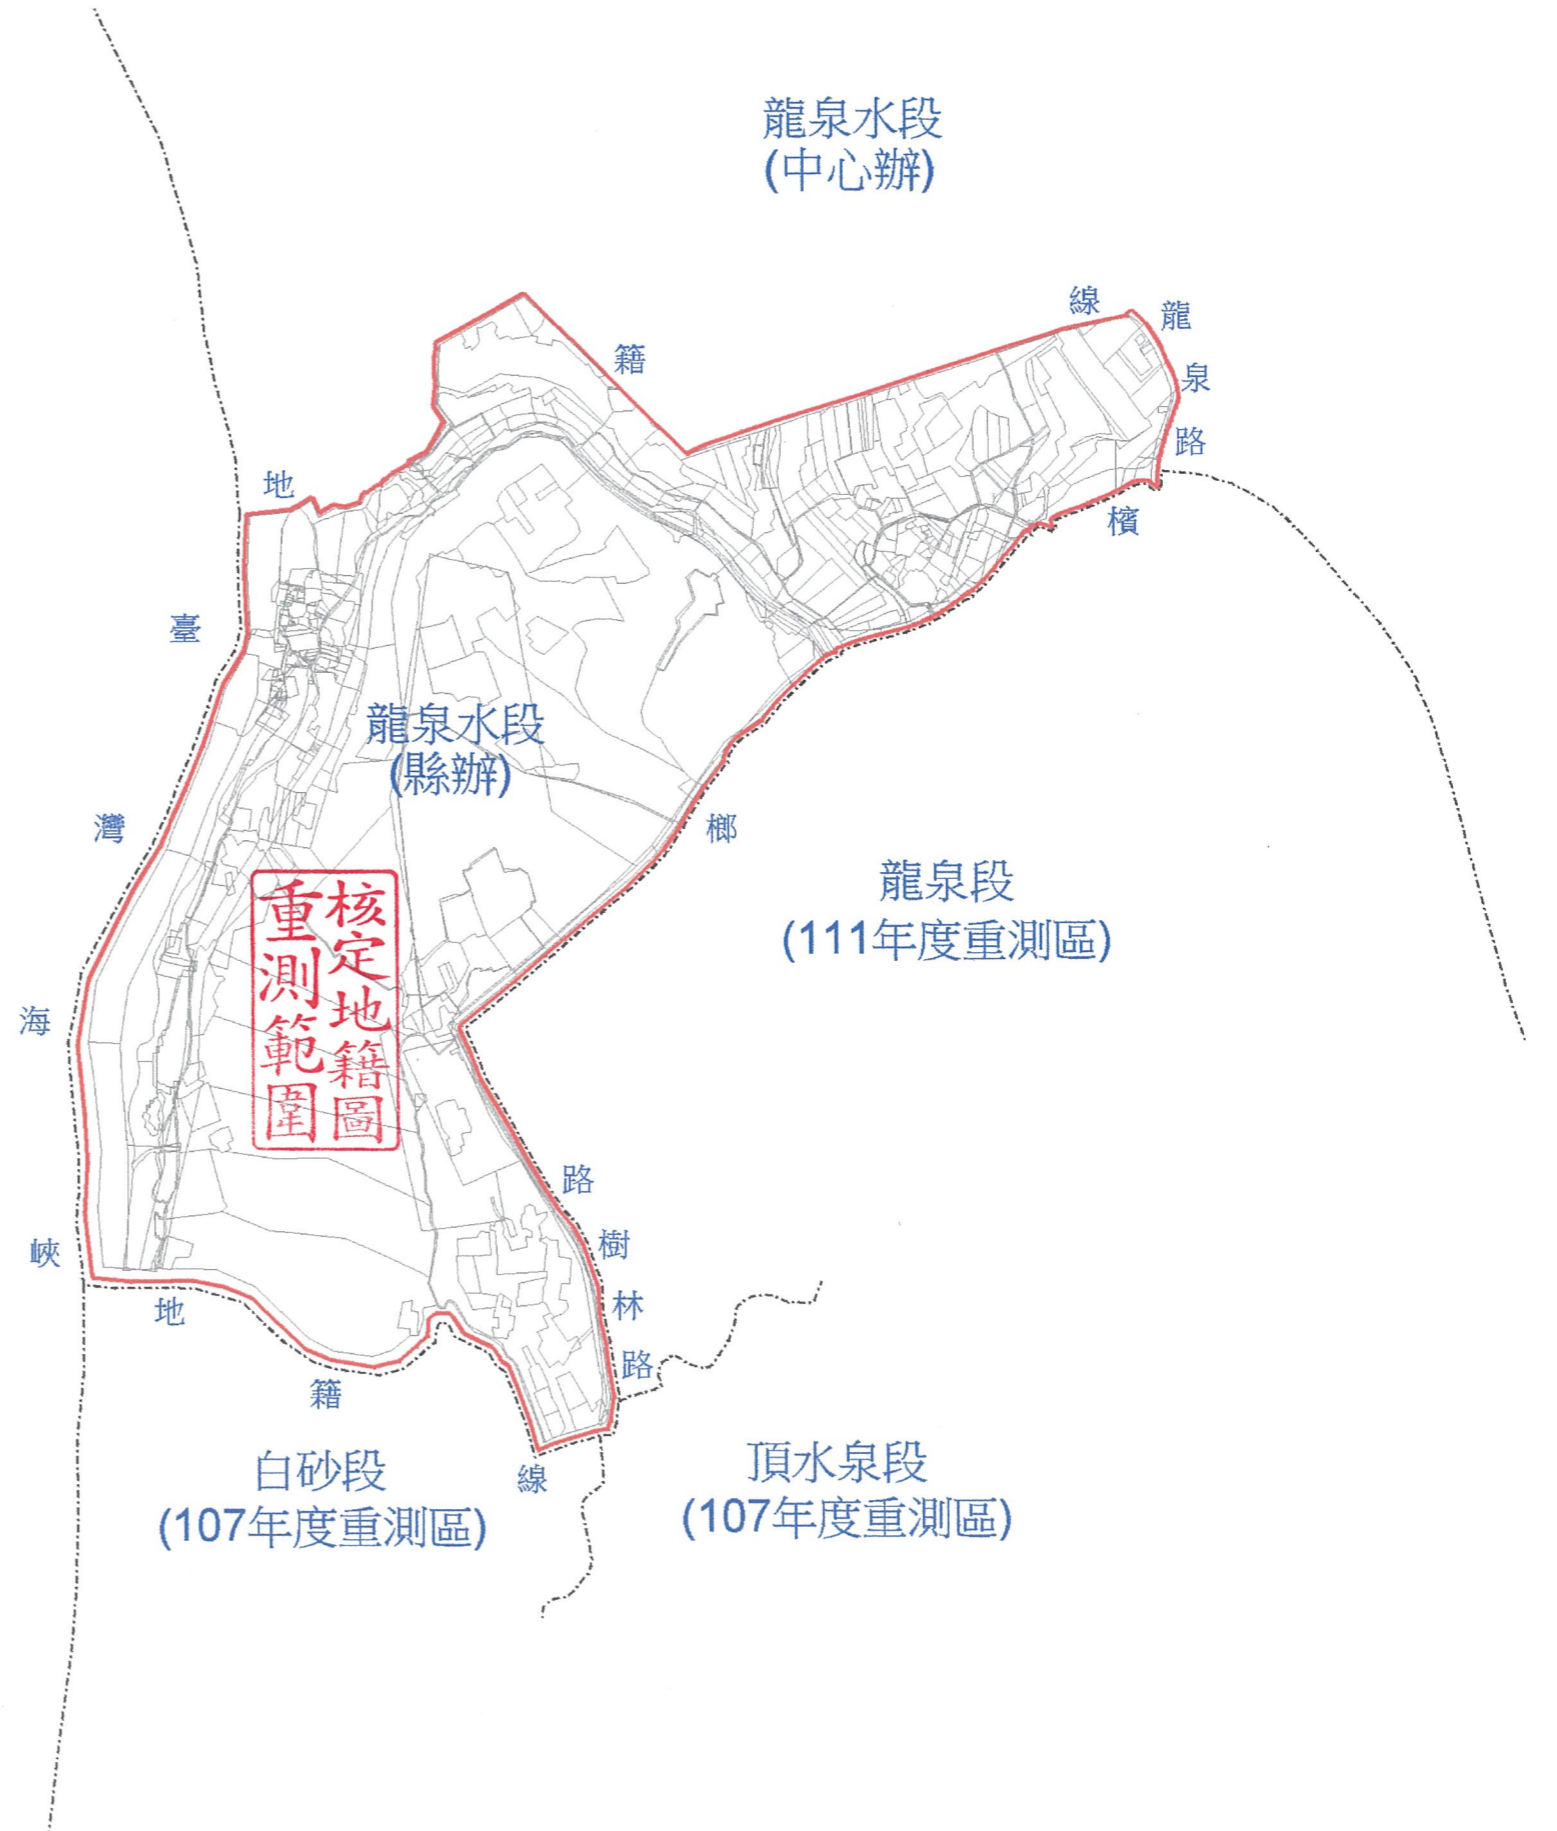 龍泉水段
(中心辦)
地籍線
龍泉路
檳榔路
樹林路
臺灣海峽
龍泉水段
(縣辦)
龍泉段
(111年度重測區)
核定地籍圖
重測範圍
地籍線
白砂段
(107年度重測區)
頂水泉段
(107年度重測區)